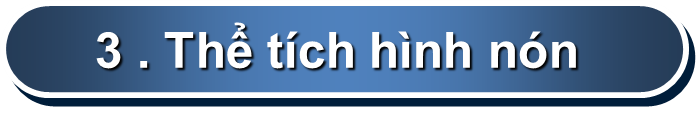 3 . Thể tích hình nón